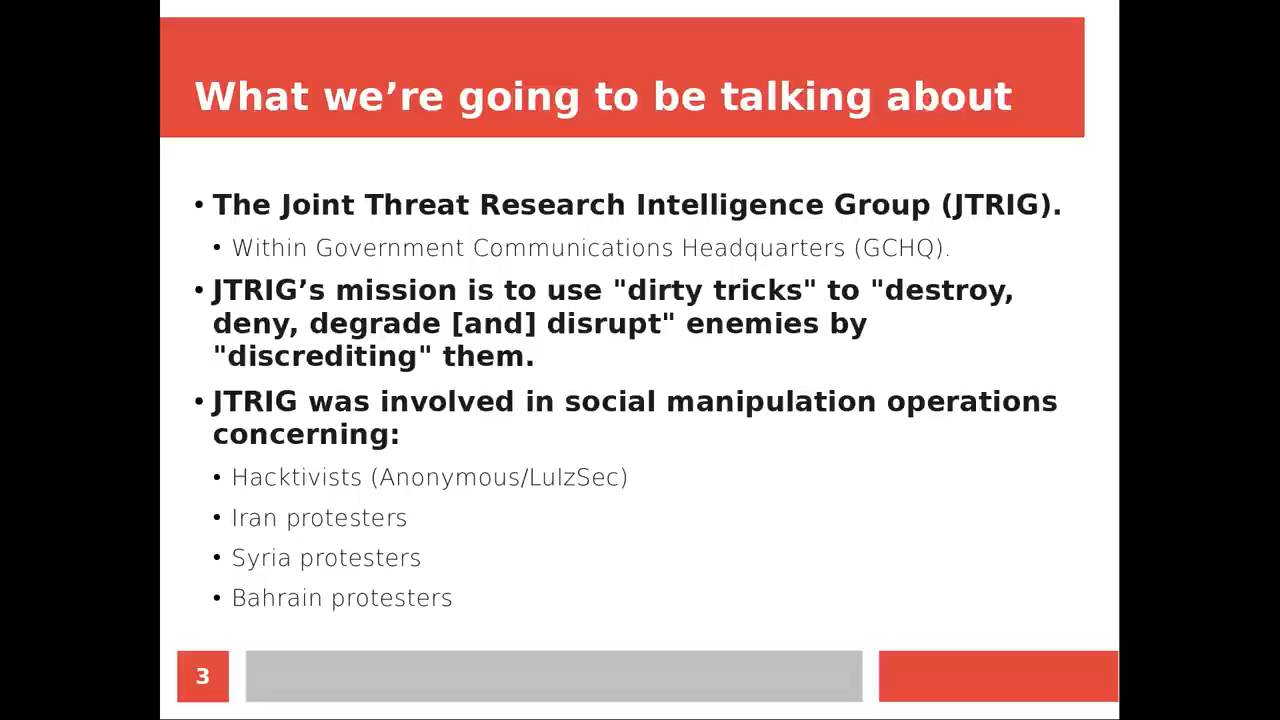 What we’re going to be talking about
• The Joint Threat Research Intelligence Group (JTRIG).
• Within Government Communications Headquarters (GCHQ).
• JTRIG’s mission is to use "dirty tricks" to "destroy,
deny, degrade [and] disrupt" enemies by
"discrediting" them.
• JTRIG was involved in social manipulation operations
concerning:
• Hacktivists (Anonymous/LulzSec)
• Iran protesters
• Syria protesters
• Bahrain protesters
3